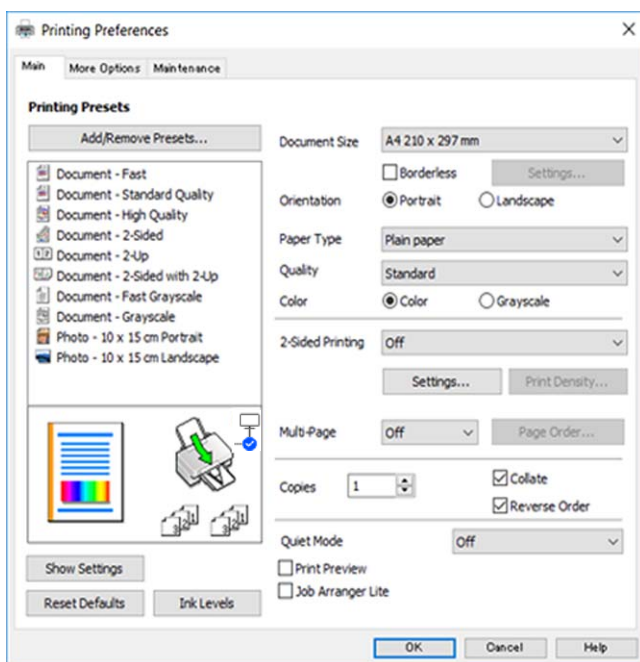 Printing Preferences
Main More Options Maintenance
Printing Presets
Add/Remove Presets...
Document - Fast
Document - Standard Quality
Document - High Quality
Document - 2-Sided
Document - 2-Up
Document - 2-Sided with 2-Up
Document - Fast Grayscale
Document - Grayscale
Photo - 10 x 15 cm Portrait
Photo - 10 x 15 cm Landscape
Show Settings
Reset Defaults Ink Levels
Document Size A4 210 x 297 mm
Borderless Settings...
Orientation Portrait Landscape
Paper Type Plain paper
Quality Standard
Color Color Grayscale
2-Sided Printing Off
Settings... Print Density...
Multi-Page Off Page Order...
Copies 1 Collate
Reverse Order
Quiet Mode Off
Print Preview
Job Arranger Lite
OK Cancel Help